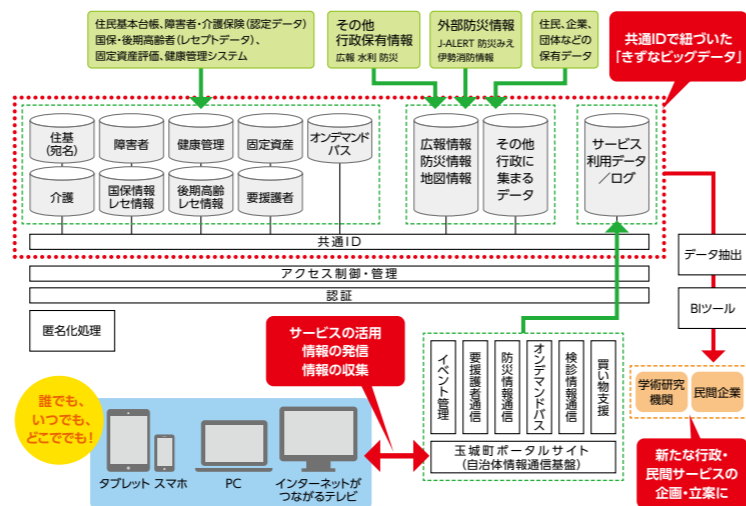 住民基本台帳、障害者・介護保険(認定データ)
国保・後期高齢者(レセプトデータ)、
固定資産評価、健康管理システム
その他
行政保有情報
広報 水利 防災
外部防災情報
J-ALERT 防災みえ
伊勢消防情報
住民、企業、
団体などの
保有データ
共通IDで紐づいた
「きずなビッグデータ」
住基
(宛名)
障害者
健康管理
固定資産
オンデマンド
バス
介護
国保情報
レセ情報
後期高齢
レセ情報
要援護者
広報情報
防災情報
地図情報
その他
行政に
集まる
データ
サービス
利用データ
/ログ
共通ID
アクセス制御・管理
認証
匿名化処理
データ抽出
BIツール
学術研究
機関
民間企業
新たな行政・
民間サービスの
企画・立案に
サービスの活用
情報の発信
情報の収集
イベント管理
要援護者通信
防災情報通信
オンデマンドバス
検診情報通信
買い物支援
玉城町ポータルサイト
(自治体情報通信基盤)
誰でも、
いつでも、
どこででも!
タブレット スマホ
PC
インターネットが
つながるテレビ